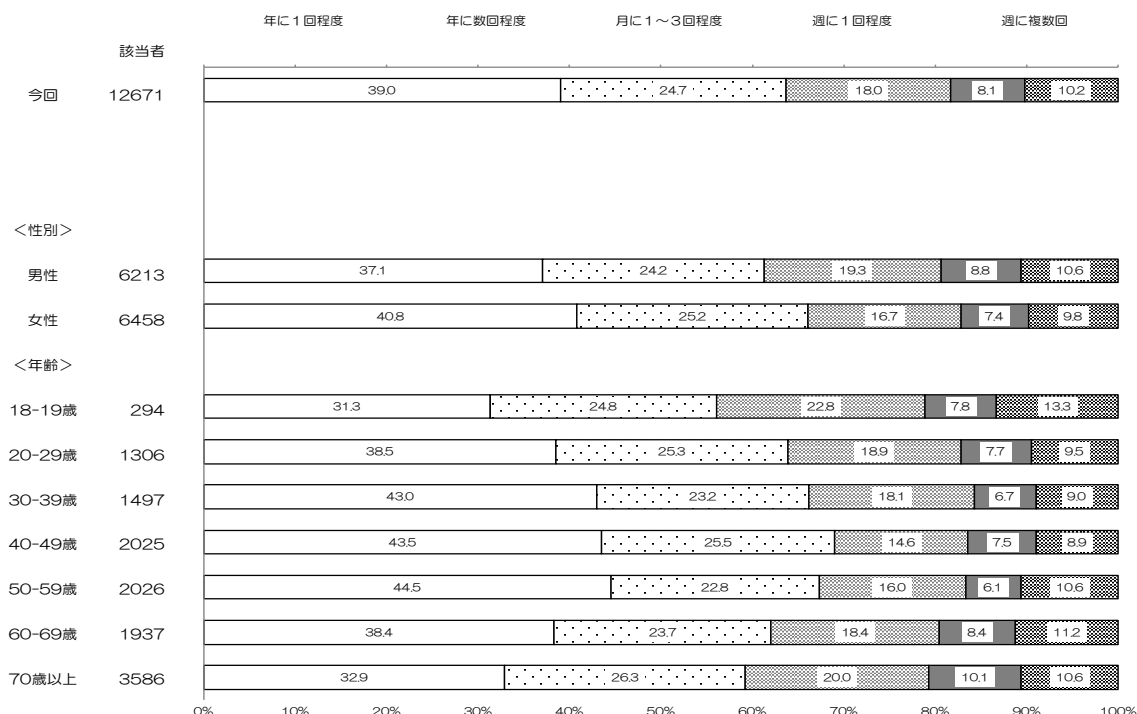 年に１回程度 年に数回程度 月に１～３回程度 週に１回程度 週に複数回
該当者
今回 12671 39.0 24.7 18.0 8.1 10.2
＜性別＞
男性 6213 37.1 24.2 19.3 8.8 10.6
女性 6458 40.8 25.2 16.7 7.4 9.8
＜年齢＞
18-19歳 294 31.3 24.8 22.8 7.8 13.3
20-29歳 1306 38.5 25.3 18.9 7.7 9.5
30-39歳 1497 43.0 23.2 18.1 6.7 9.0
40-49歳 2025 43.5 25.5 14.6 7.5 8.9
50-59歳 2026 44.5 22.8 16.0 6.1 10.6
60-69歳 1937 38.4 23.7 18.4 8.4 11.2
70歳以上 3586 32.9 26.3 20.0 10.1 10.6
0% 10% 20% 30% 40% 50% 60% 70% 80% 90% 100%